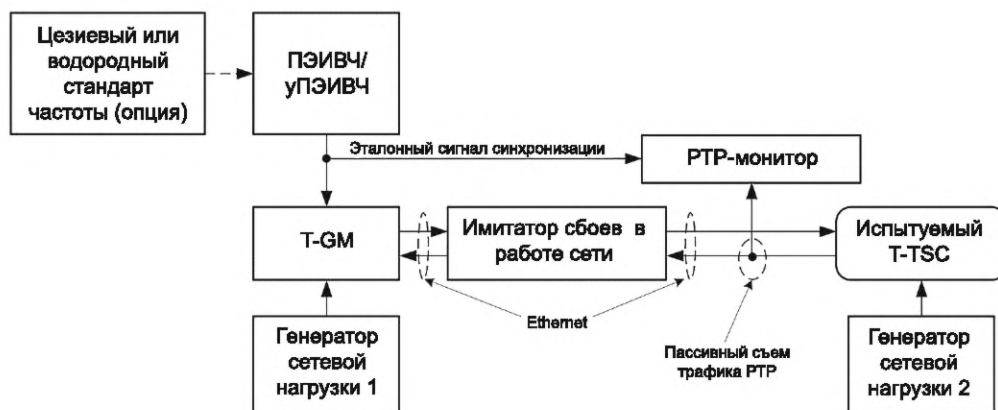 Цезиевый или
водородный
стандарт
частоты (опция)
ПЭИВЧ/
уПЭИВЧ
Эталонный сигнал синхронизации
PTP-монитор
T-GM
Имитатор сбоев в
работе сети
Испытуемый
T-TSC
Ethernet
Генератор
сетевой
нагрузки 1
Пассивный съем
трафика PTP
Генератор
сетевой
нагрузки 2